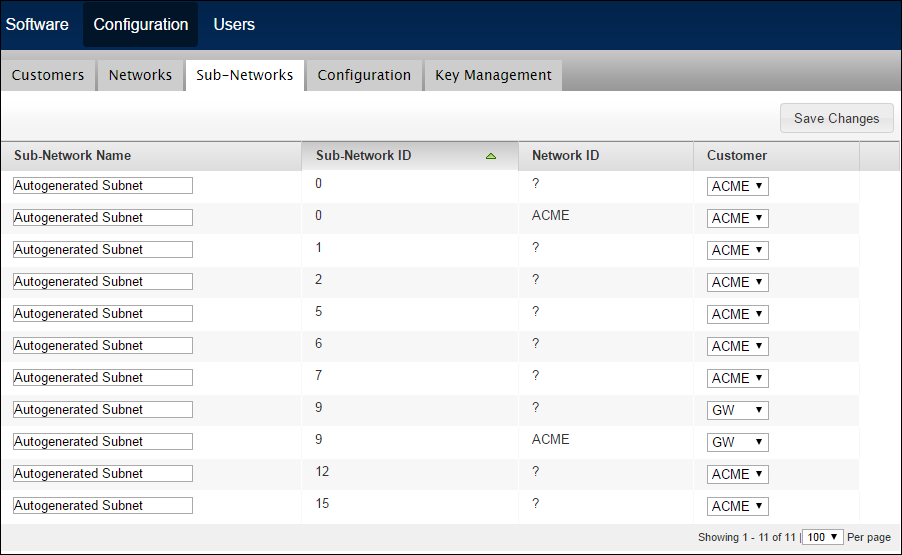 Software Configuration Users
Customers Networks Sub-Networks Configuration Key Management
Save Changes
Sub-Network Name Sub-Network ID Network ID Customer
Autogenerated Subnet 0 ? ACME
Autogenerated Subnet 0 ACME ACME
Autogenerated Subnet 1 ? ACME
Autogenerated Subnet 2 ? ACME
Autogenerated Subnet 5 ? ACME
Autogenerated Subnet 6 ? ACME
Autogenerated Subnet 7 ? ACME
Autogenerated Subnet 9 ? GW
Autogenerated Subnet 9 ACME GW
Autogenerated Subnet 12 ? ACME
Autogenerated Subnet 15 ? ACME
Showing 1 - 11 of 11 | 100 Per page